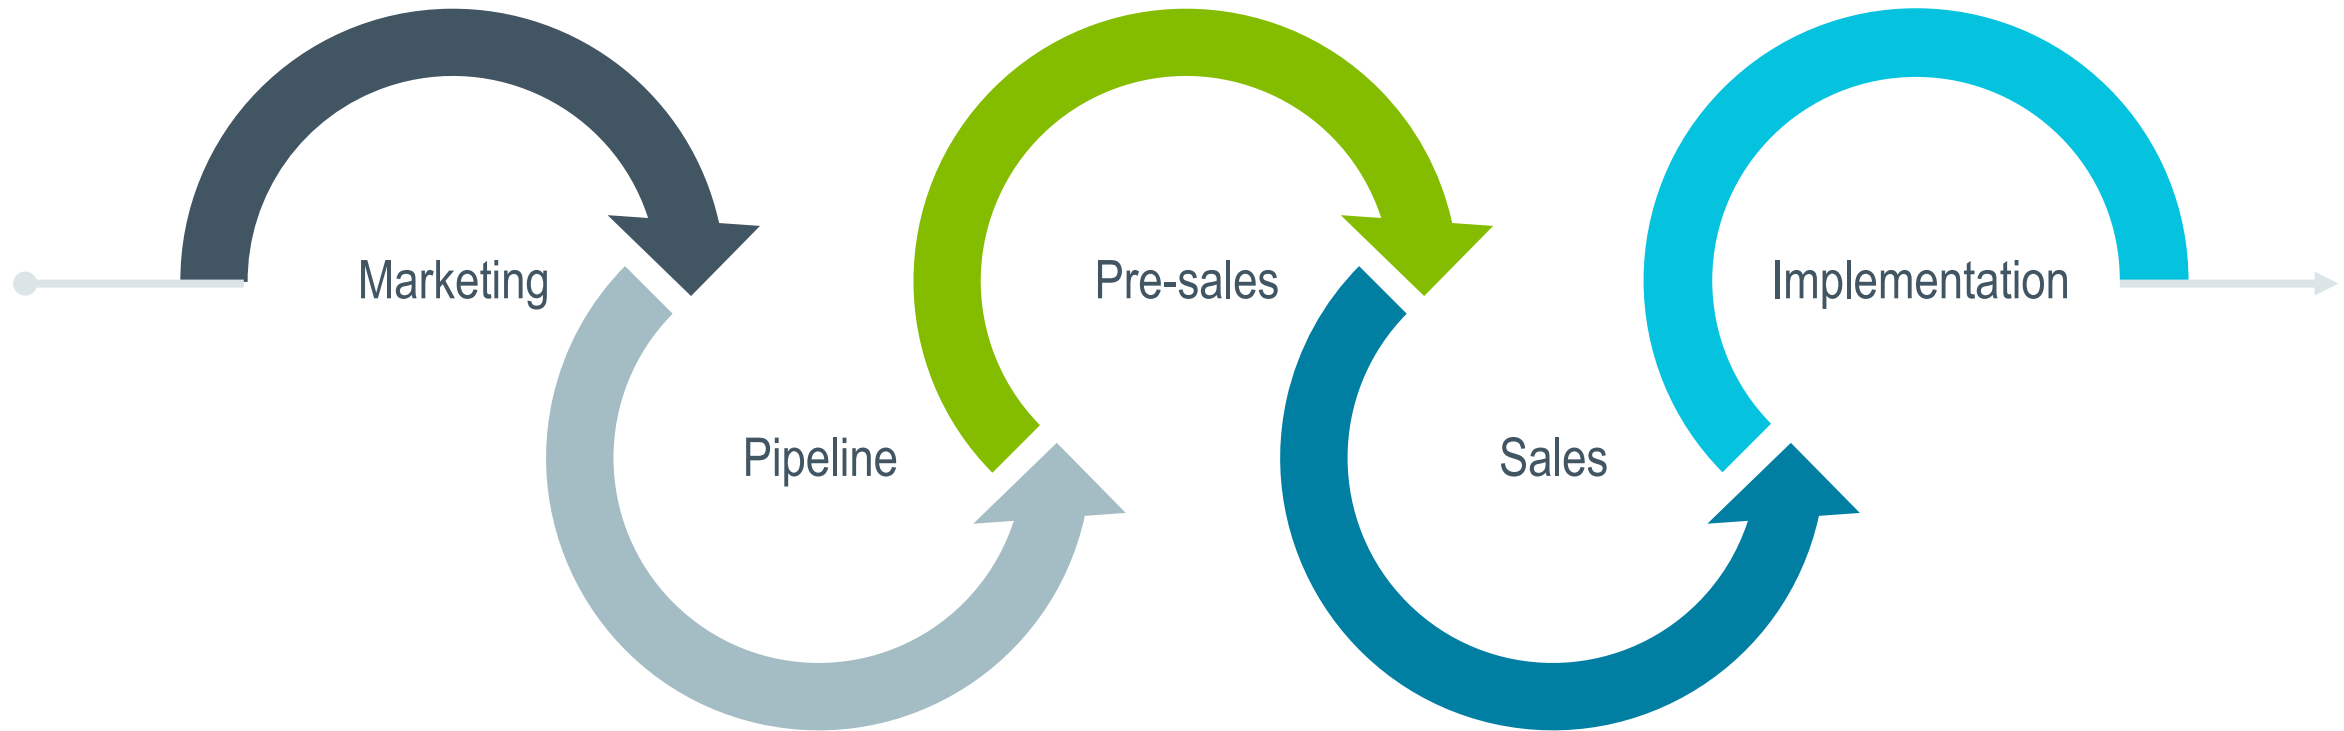 Marketing
Pipeline
Pre-sales
Sales
Implementation